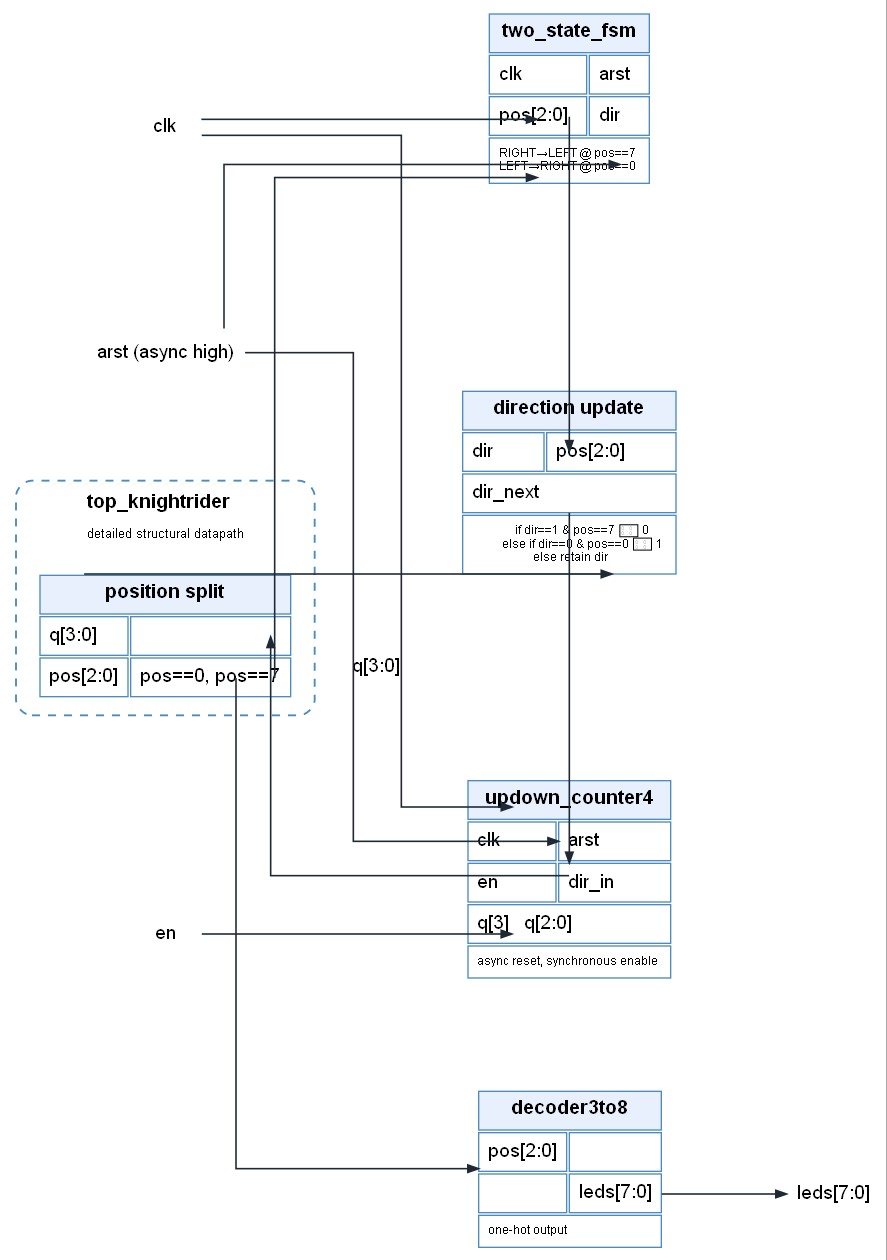 two_state_fsm
clk
arst
pos[2:0]
dir
RIGHT→LEFT @ pos==7
LEFT→RIGHT @ pos==0
clk
arst (async high)
direction update
dir
pos[2:0]
dir_next
if dir==1 & pos==7 0
else if dir==0 & pos==0 1
else retain dir
top_knightrider
detailed structural datapath
position split
q[3:0]
pos[2:0]
pos==0, pos==7
q[3:0]
updown_counter4
clk
arst
en
dir_in
q[3] q[2:0]
async reset, synchronous enable
en
decoder3to8
pos[2:0]
leds[7:0]
one-hot output
leds[7:0]